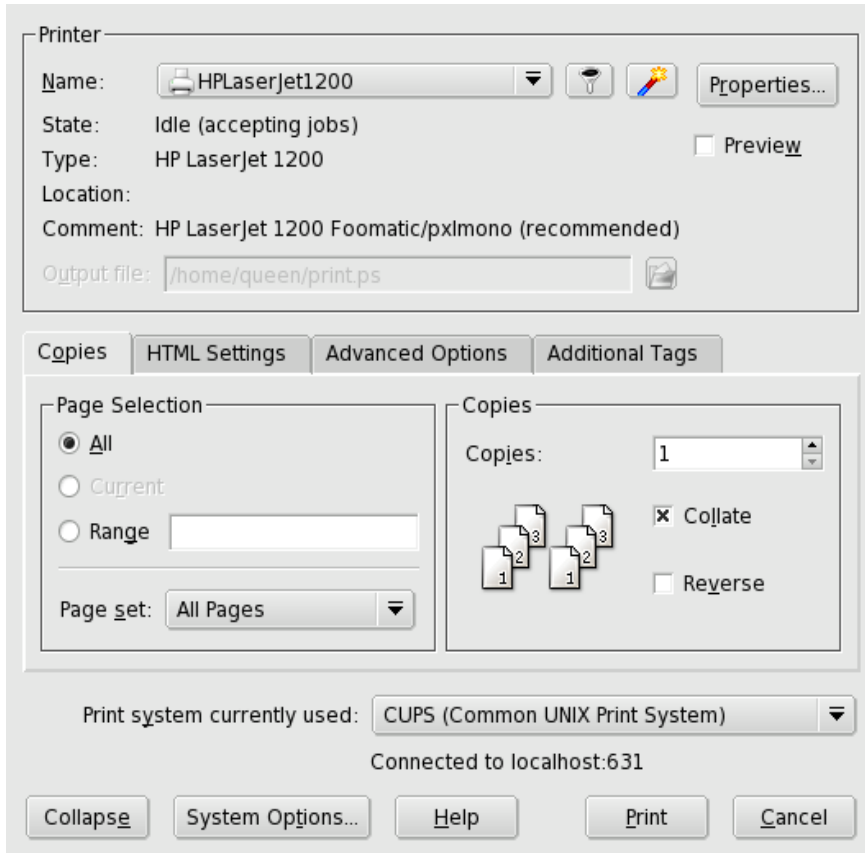 Printer
Name: HPLaserJet1200 Properties...
State: Idle (accepting jobs)
Preview
Type: HP LaserJet 1200
Location:
Comment: HP LaserJet 1200 Foomatic/pxlmono (recommended)
Output file: /home/queen/print.ps
Copies HTML Settings Advanced Options Additional Tags
Page Selection
All
Current
Range
Page set: All Pages
Copies
Copies: 1
1 2 3 1 2 3
Collate
Reverse
Print system currently used: CUPS (Common UNIX Print System)
Connected to localhost:631
Collapse System Options... Help Print Cancel